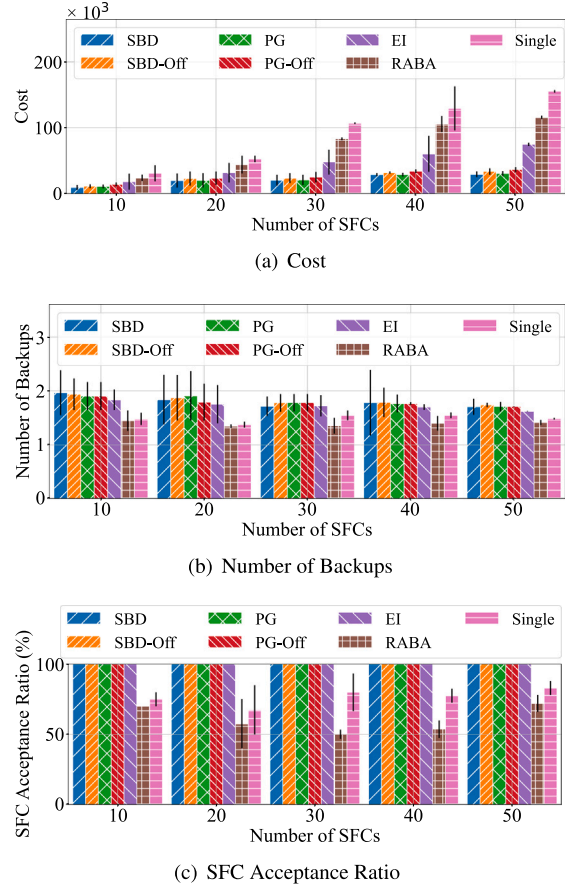 × 10³
SBD PG EI Single
SBD-Off PG-Off RABA
200
100
0
Cost
10 20 30 40 50
Number of SFCs
(a) Cost
SBD PG EI Single
SBD-Off PG-Off RABA
3
2
1
0
Number of Backups
10 20 30 40 50
Number of SFCs
(b) Number of Backups
SBD PG EI Single
SBD-Off PG-Off RABA
100
50
0
SFC Acceptance Ratio (%)
10 20 30 40 50
Number of SFCs
(c) SFC Acceptance Ratio